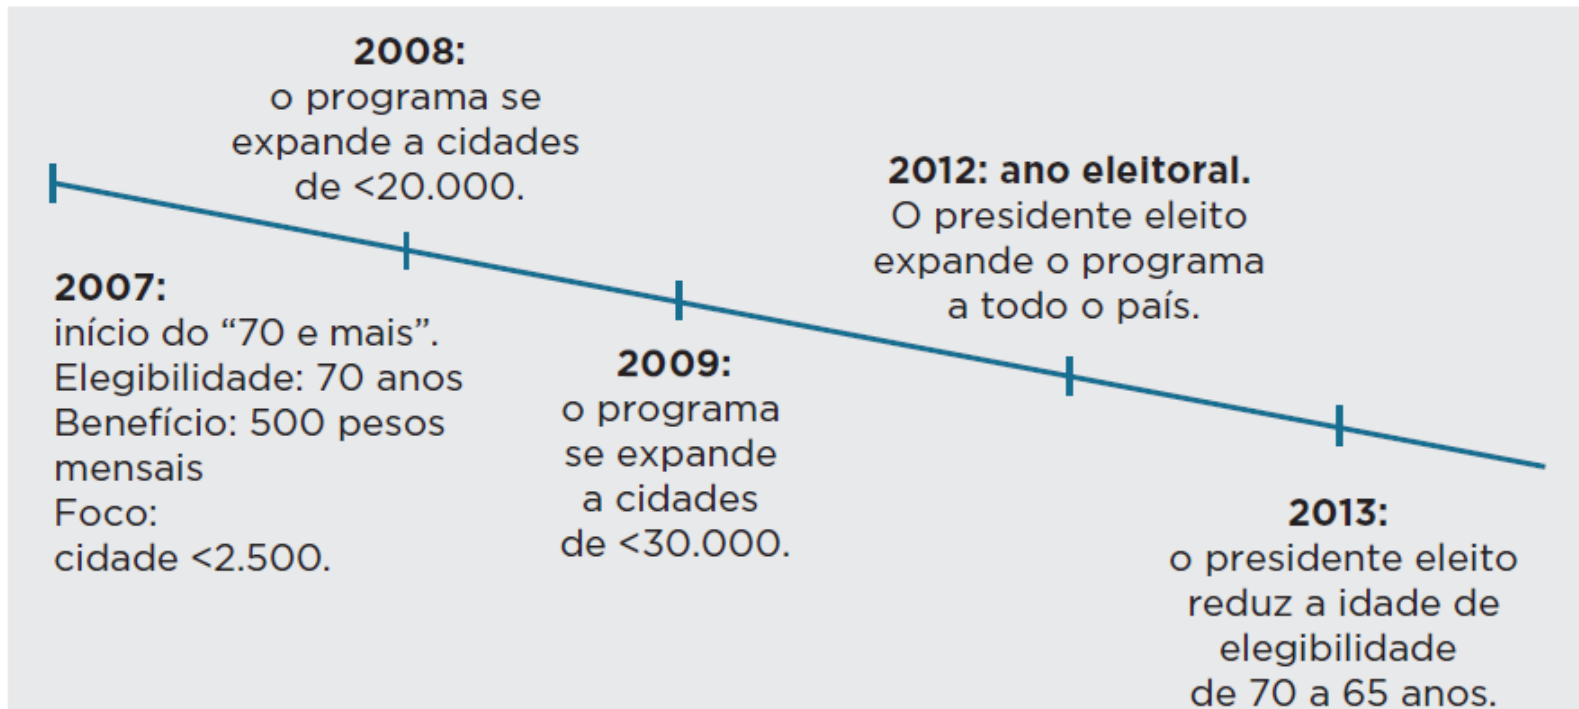 2008:
o programa se
expande a cidades
de <20.000.
2007:
início do “70 e mais”.
Elegibilidade: 70 anos
Benefício: 500 pesos
mensais
Foco:
cidade <2.500.
2009:
o programa
se expande
a cidades
de <30.000.
2012: ano eleitoral.
O presidente eleito
expande o programa
a todo o país.
2013:
o presidente eleito
reduz a idade de
elegibilidade
de 70 a 65 anos.